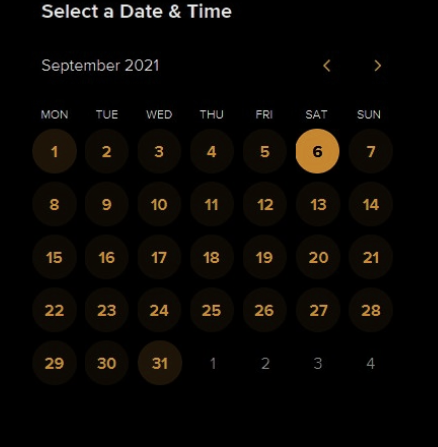 Select a Date & Time
September 2021
MON TUE WED THU FRI SAT SUN
1 2 3 4 5 6 7
8 9 10 11 12 13 14
15 16 17 18 19 20 21
22 23 24 25 26 27 28
29 30 31 1 2 3 4